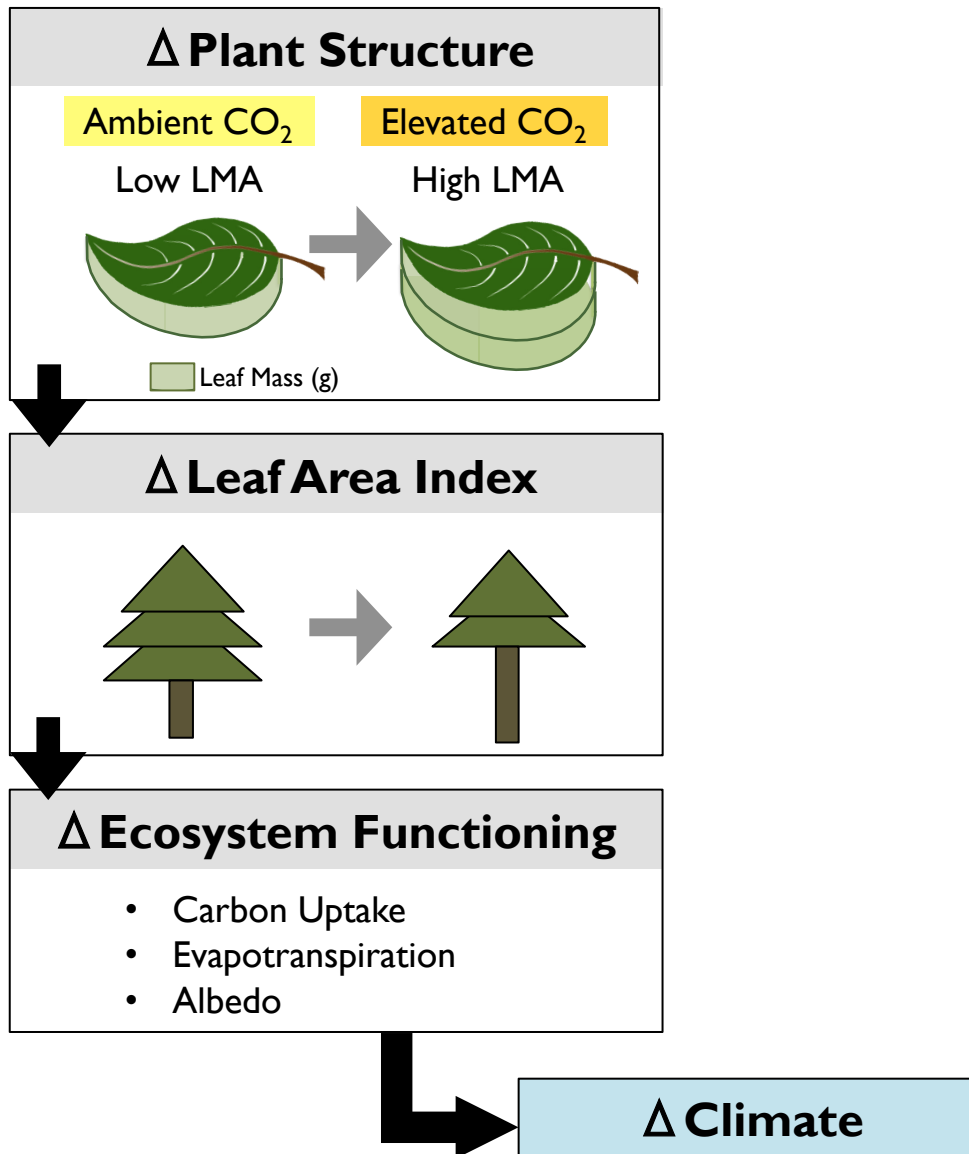 Δ Plant Structure
Ambient CO₂ Elevated CO₂
Low LMA High LMA
Leaf Mass (g)
Δ Leaf Area Index
Δ Ecosystem Functioning
• Carbon Uptake
• Evapotranspiration
• Albedo
Δ Climate